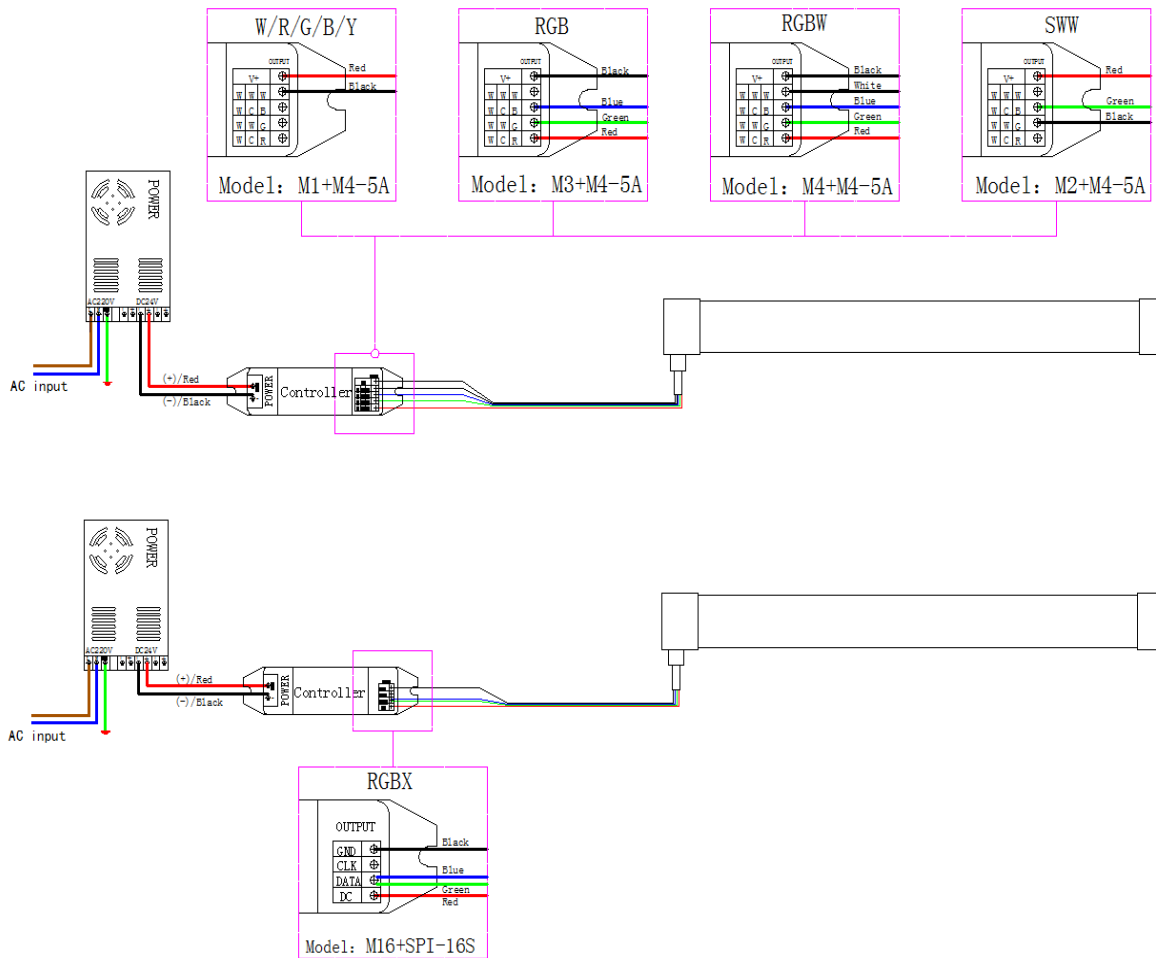 W/R/G/B/Y
OUTPUT
V+
W W W
W C B
W W G
W C R
Red
Black
Model: M1+M4-5A
RGB
OUTPUT
V+
W W W
W C B
W W G
W C R
Black
Blue
Green
Red
Model: M3+M4-5A
RGBW
OUTPUT
V+
W W W
W C B
W W G
W C R
Black
White
Blue
Green
Red
Model: M4+M4-5A
SWW
OUTPUT
V+
W W W
W C B
W W G
W C R
Red
Green
Black
Model: M2+M4-5A
POWER
AC220V DC24V
AC input
(+)/Red
(-)/Black
POWER
Controller
POWER
AC220V DC24V
AC input
(+)/Red
(-)/Black
POWER
Controller
RGBX
OUTPUT
GND
CLK
DATA
DC
Black
Blue
Green
Red
Model: M16+SPI-16S